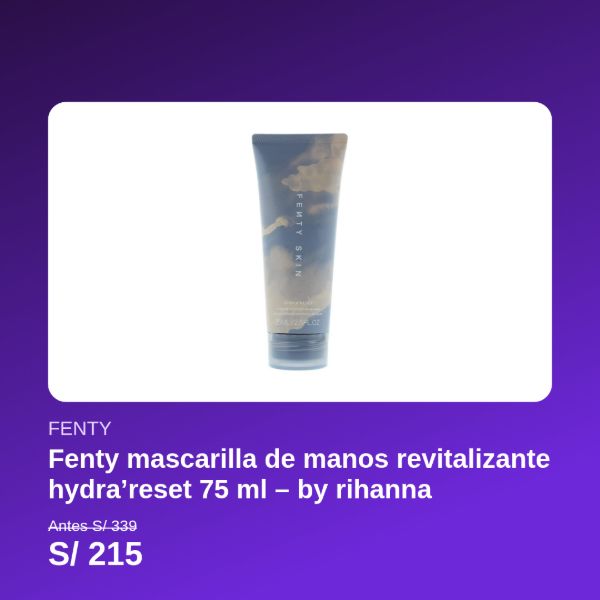 FENTY SKIN
FENTY
Fenty mascarilla de manos revitalizante
hydra’reset 75 ml – by rihanna
Antes S/ 339
S/ 215